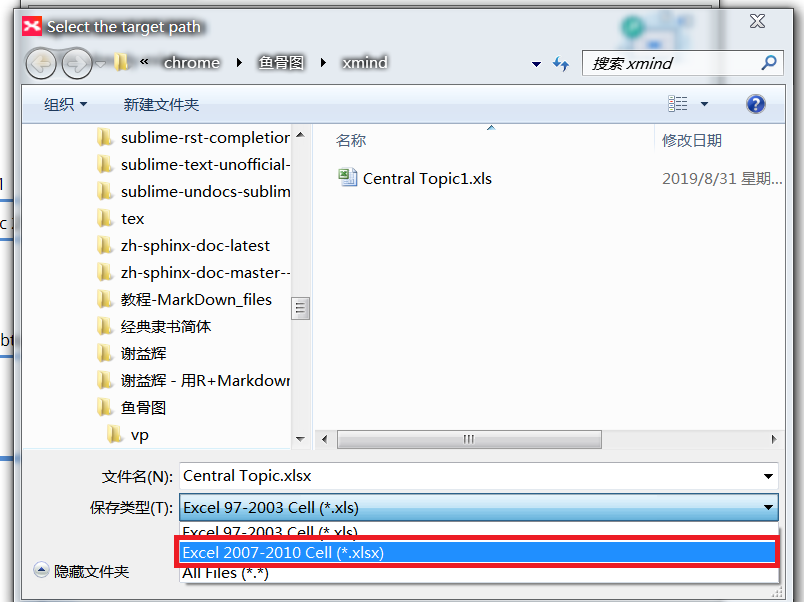 Select the target path
« chrome ▸ 鱼骨图 ▸ xmind
搜索 xmind
组织
新建文件夹
名称
修改日期
sublime-rst-completior
sublime-text-unofficial-
sublime-undocs-sublim
tex
zh-sphinx-doc-latest
zh-sphinx-doc-master--
教程-MarkDown_files
经典隶书简体
谢益辉
谢益辉 - 用R+Markdowr
鱼骨图
vp
Central Topic1.xls
2019/8/31 星期...
文件名(N): Central Topic.xlsx
保存类型(T): Excel 97-2003 Cell (*.xls)
Excel 97-2003 Cell (*.xls)
Excel 2007-2010 Cell (*.xlsx)
All Files (*.*)
隐藏文件夹